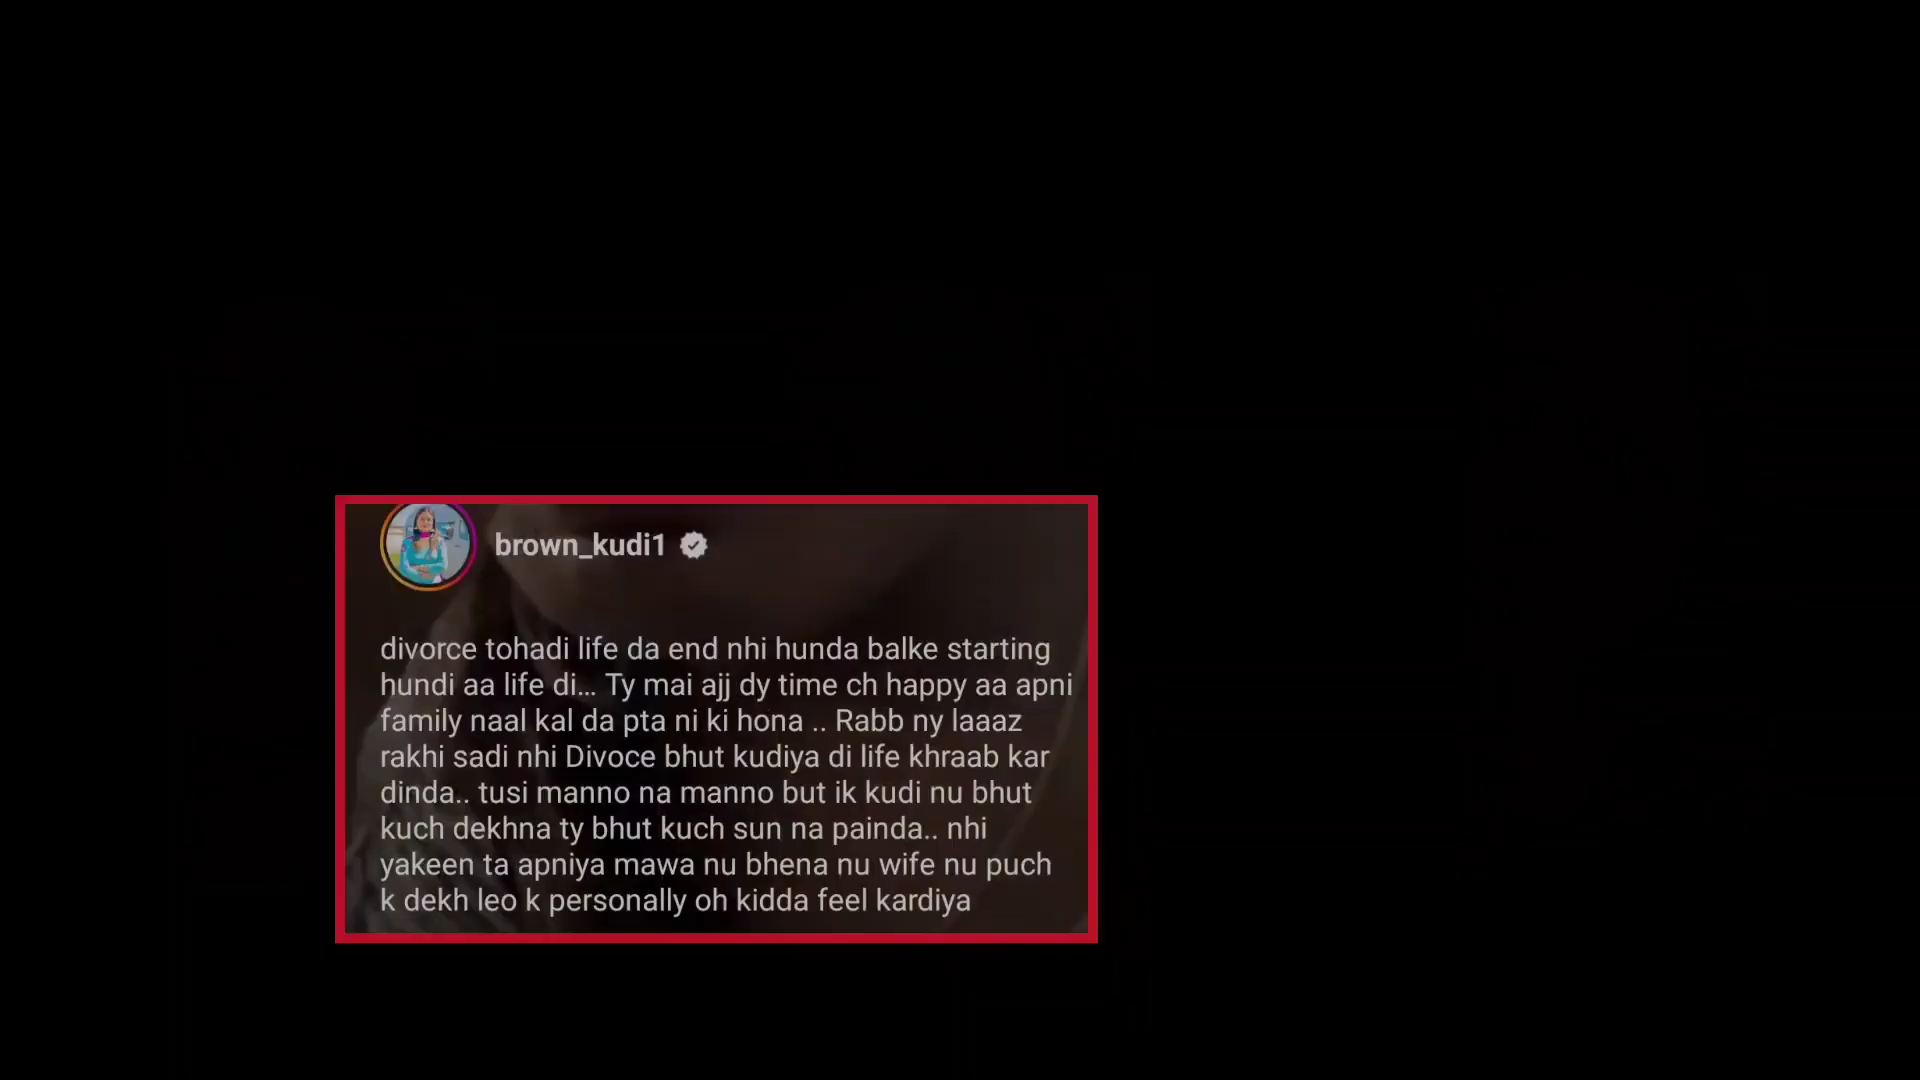 brown_kudi1
divorce tohadi life da end nhi hunda balke starting
hundi aa life di... Ty mai ajj dy time ch happy aa apni
family naal kal da pta ni ki hona .. Rabb ny laaaz
rakhi sadi nhi Divoce bhut kudiya di life khraab kar
dinda.. tusi manno na manno but ik kudi nu bhut
kuch dekhna ty bhut kuch sun na painda.. nhi
yakeen ta apniya mawa nu bhena nu wife nu puch
k dekh leo k personally oh kidda feel kardiya